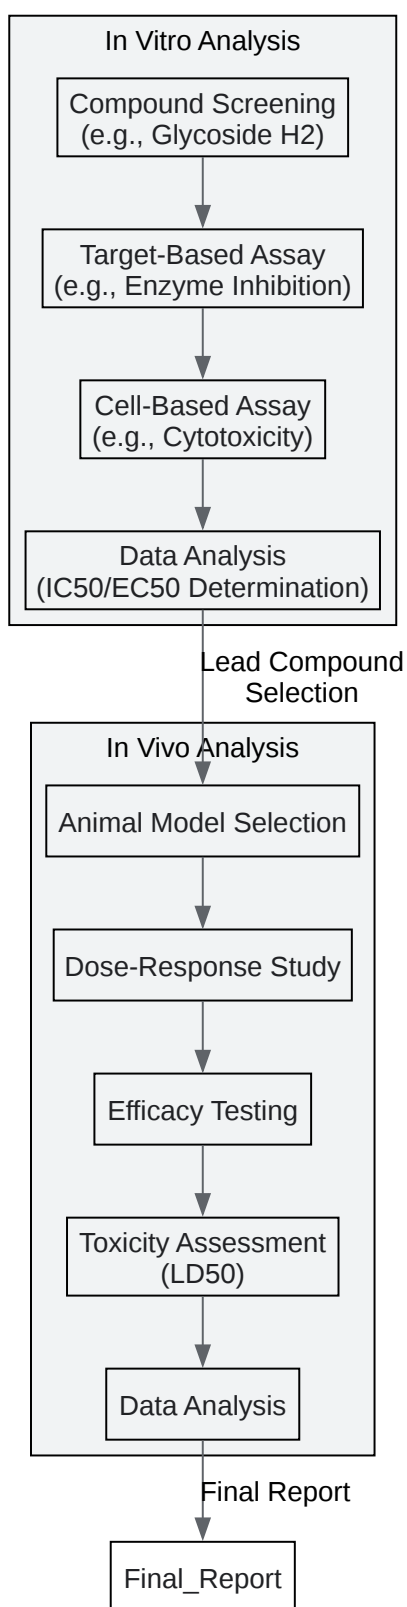 In Vitro Analysis
Compound Screening
(e.g., Glycoside H2)
Target-Based Assay
(e.g., Enzyme Inhibition)
Cell-Based Assay
(e.g., Cytotoxicity)
Data Analysis
(IC50/EC50 Determination)
Lead Compound
Selection
In Vivo Analysis
Animal Model Selection
Dose-Response Study
Efficacy Testing
Toxicity Assessment
(LD50)
Data Analysis
Final Report
Final_Report